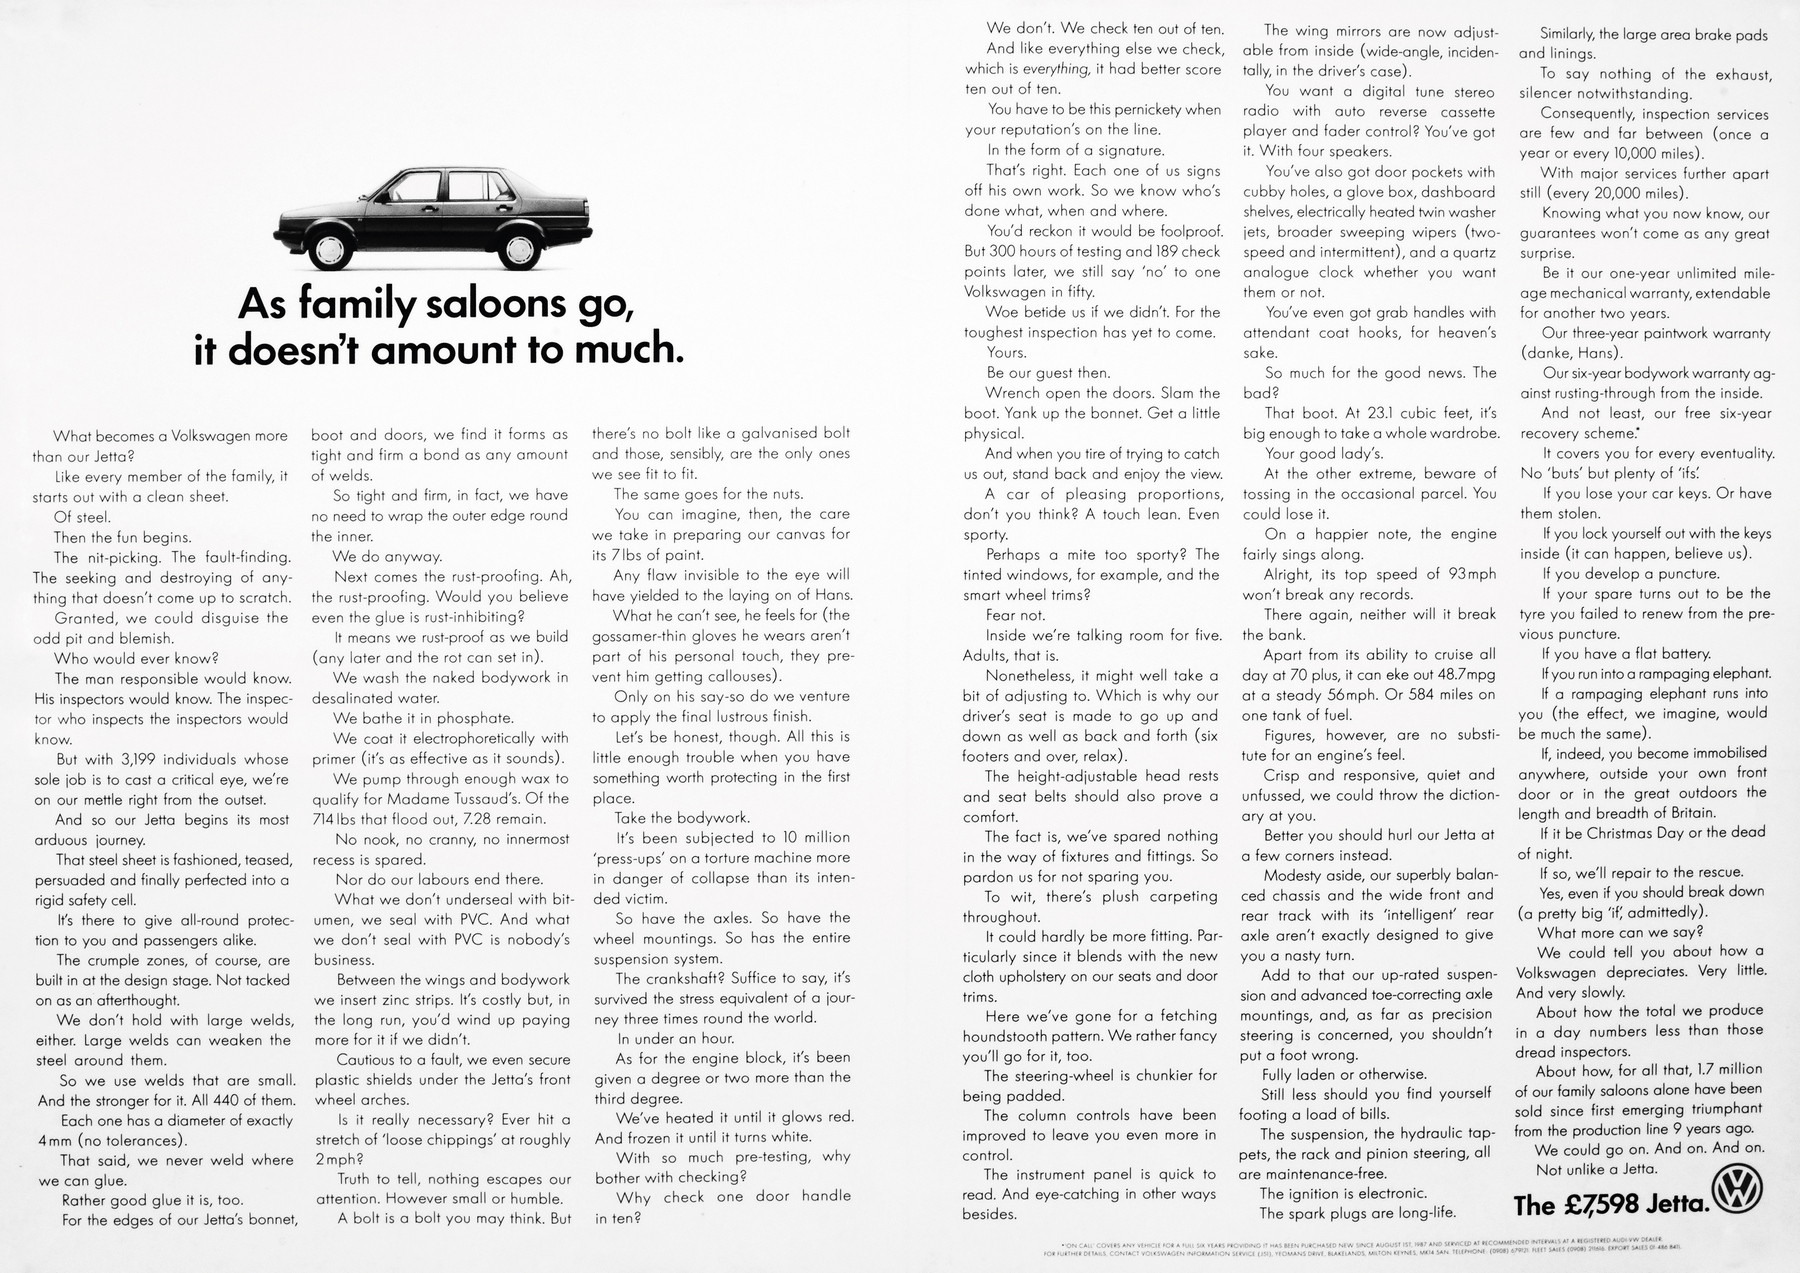 As family saloons go,
it doesn't amount to much.
What becomes a Volkswagen more
than our Jetta?
Like every member of the family, it
starts out with a clean sheet.
Of steel.
Then the fun begins.
The nit-picking. The fault-finding.
The seeking and destroying of any-
thing that doesn't come up to scratch.
Granted, we could disguise the
odd pit and blemish.
Who would ever know?
The man responsible would know.
His inspectors would know. The inspec-
tor who inspects the inspectors would
know.
But with 3,199 individuals whose
sole job is to cast a critical eye, we're
on our mettle right from the outset.
And so our Jetta begins its most
arduous journey.
That steel sheet is fashioned, teased,
persuaded and finally perfected into a
rigid safety cell.
It's there to give all-round protec-
tion to you and passengers alike.
The crumple zones, of course, are
built in at the design stage. Not tacked
on as an afterthought.
We don't hold with large welds,
either. Large welds can weaken the
steel around them.
So we use welds that are small.
And the stronger for it. All 440 of them.
Each one has a diameter of exactly
4mm (no tolerances).
That said, we never weld where
we can glue.
Rather good glue it is, too.
For the edges of our Jetta's bonnet,
boot and doors, we find it forms as
tight and firm a bond as any amount
of welds.
So tight and firm, in fact, we have
no need to wrap the outer edge round
the inner.
We do anyway.
Next comes the rust-proofing. Ah,
the rust-proofing. Would you believe
even the glue is rust-inhibiting?
It means we rust-proof as we build
(any later and the rot can set in).
We wash the naked bodywork in
desalinated water.
We bathe it in phosphate.
We coat it electrophoretically with
primer (it's as effective as it sounds).
We pump through enough wax to
qualify for Madame Tussaud's. Of the
714 lbs that flood out, 7.28 remain.
No nook, no cranny, no innermost
recess is spared.
Nor do our labours end there.
What we don't underseal with bit-
umen, we seal with PVC. And what
we don't seal with PVC is nobody's
business.
Between the wings and bodywork
we insert zinc strips. It's costly but, in
the long run, you'd wind up paying
more for it if we didn't.
Cautious to a fault, we even secure
plastic shields under the Jetta's front
wheel arches.
Is it really necessary? Ever hit a
stretch of 'loose chippings' at roughly
2mph?
Truth to tell, nothing escapes our
attention. However small or humble.
A bolt is a bolt you may think. But
there's no bolt like a galvanised bolt
and those, sensibly, are the only ones
we see fit to fit.
The same goes for the nuts.
You can imagine, then, the care
we take in preparing our canvas for
its 7lbs of paint.
Any flaw invisible to the eye will
have yielded to the laying on of Hans.
What he can't see, he feels for (the
gossamer-thin gloves he wears aren't
part of his personal touch, they pre-
vent him getting callouses).
Only on his say-so do we venture
to apply the final lustrous finish.
Let's be honest, though. All this is
little enough trouble when you have
something worth protecting in the first
place.
Take the bodywork.
It's been subjected to 10 million
'press-ups' on a torture machine more
in danger of collapse than its inten-
ded victim.
So have the axles. So have the
wheel mountings. So has the entire
suspension system.
The crankshaft? Suffice to say, it's
survived the stress equivalent of a jour-
ney three times round the world.
In under an hour.
As for the engine block, it's been
given a degree or two more than the
third degree.
We've heated it until it glows red.
And frozen it until it turns white.
With so much pre-testing, why
bother with checking?
Why check one door handle
in ten?
We don't. We check ten out of ten.
And like everything else we check,
which is everything, it had better score
ten out of ten.
You have to be this pernickety when
your reputation's on the line.
In the form of a signature.
That's right. Each one of us signs
off his own work. So we know who's
done what, when and where.
You'd reckon it would be foolproof.
But 300 hours of testing and 189 check
points later, we still say 'no' to one
Volkswagen in fifty.
Woe betide us if we didn't. For the
toughest inspection has yet to come.
Yours.
Be our guest then.
Wrench open the doors. Slam the
boot. Yank up the bonnet. Get a little
physical.
And when you tire of trying to catch
us out, stand back and enjoy the view.
A car of pleasing proportions,
don't you think? A touch lean. Even
sporty.
Perhaps a mite too sporty? The
tinted windows, for example, and the
smart wheel trims?
Fear not.
Inside we're talking room for five.
Adults, that is.
Nonetheless, it might well take a
bit of adjusting to. Which is why our
driver's seat is made to go up and
down as well as back and forth (six
footers and over, relax).
The height-adjustable head rests
and seat belts should also prove a
comfort.
The fact is, we've spared nothing
in the way of fixtures and fittings. So
pardon us for not sparing you.
To wit, there's plush carpeting
throughout.
It could hardly be more fitting. Par-
ticularly since it blends with the new
cloth upholstery on our seats and door
trims.
Here we've gone for a fetching
houndstooth pattern. We rather fancy
you'll go for it, too.
The steering-wheel is chunkier for
being padded.
The column controls have been
improved to leave you even more in
control.
The instrument panel is quick to
read. And eye-catching in other ways
besides.
The wing mirrors are now adjust-
able from inside (wide-angle, inciden-
tally, in the driver's case).
You want a digital tune stereo
radio with auto reverse cassette
player and fader control? You've got
it. With four speakers.
You've also got door pockets with
cubby holes, a glove box, dashboard
shelves, electrically heated twin washer
jets, broader sweeping wipers (two-
speed and intermittent), and a quartz
analogue clock whether you want
them or not.
You've even got grab handles with
attendant coat hooks, for heaven's
sake.
So much for the good news. The
bad?
That boot. At 23.1 cubic feet, it's
big enough to take a whole wardrobe.
Your good lady's.
At the other extreme, beware of
tossing in the occasional parcel. You
could lose it.
On a happier note, the engine
fairly sings along.
Alright, its top speed of 93mph
won't break any records.
There again, neither will it break
the bank.
Apart from its ability to cruise all
day at 70 plus, it can eke out 48.7mpg
at a steady 56mph. Or 584 miles on
one tank of fuel.
Figures, however, are no substi-
tute for an engine's feel.
Crisp and responsive, quiet and
unfussed, we could throw the diction-
ary at you.
Better you should hurl our Jetta at
a few corners instead.
Modesty aside, our superbly balan-
ced chassis and the wide front and
rear track with its 'intelligent' rear
axle aren't exactly designed to give
you a nasty turn.
Add to that our up-rated suspen-
sion and advanced toe-correcting axle
mountings, and, as far as precision
steering is concerned, you shouldn't
put a foot wrong.
Fully laden or otherwise.
Still less should you find yourself
footing a load of bills.
The suspension, the hydraulic tap-
pets, the rack and pinion steering, all
are maintenance-free.
The ignition is electronic.
The spark plugs are long-life.
Similarly, the large area brake pads
and linings.
To say nothing of the exhaust,
silencer notwithstanding.
Consequently, inspection services
are few and far between (once a
year or every 10,000 miles).
With major services further apart
still (every 20,000 miles).
Knowing what you now know, our
guarantees won't come as any great
surprise.
Be it our one-year unlimited mile-
age mechanical warranty, extendable
for another two years.
Our three-year paintwork warranty
(danke, Hans).
Our six-year bodywork warranty ag-
ainst rusting-through from the inside.
And not least, our free six-year
recovery scheme.*
It covers you for every eventuality.
No 'buts' but plenty of 'ifs'.
If you lose your car keys. Or have
them stolen.
If you lock yourself out with the keys
inside (it can happen, believe us).
If you develop a puncture.
If your spare turns out to be the
tyre you failed to renew from the pre-
vious puncture.
If you have a flat battery.
If you run into a rampaging elephant.
If a rampaging elephant runs into
you (the effect, we imagine, would
be much the same).
If, indeed, you become immobilised
anywhere, outside your own front
door or in the great outdoors the
length and breadth of Britain.
If it be Christmas Day or the dead
of night.
If so, we'll repair to the rescue.
Yes, even if you should break down
(a pretty big 'if', admittedly).
What more can we say?
We could tell you about how a
Volkswagen depreciates. Very little.
And very slowly.
About how the total we produce
in a day numbers less than those
dread inspectors.
About how, for all that, 1.7 million
of our family saloons alone have been
sold since first emerging triumphant
from the production line 9 years ago.
We could go on. And on. And on.
Not unlike a Jetta.
The £7,598 Jetta.
*'ON CALL' COVERS ANY VEHICLE FOR A FULL SIX YEARS PROVIDING IT HAS BEEN PURCHASED NEW SINCE AUGUST 1ST, 1987 AND SERVICED AT RECOMMENDED INTERVALS AT A REGISTERED AUDI-VW DEALER.
FOR FURTHER DETAILS, CONTACT VOLKSWAGEN INFORMATION SERVICE (J51), YEOMANS DRIVE, BLAKELANDS, MILTON KEYNES, MK14 5AN. TELEPHONE: (0908) 679121. FLEET SALES (0908) EXPORT SALES 01-486 8411.